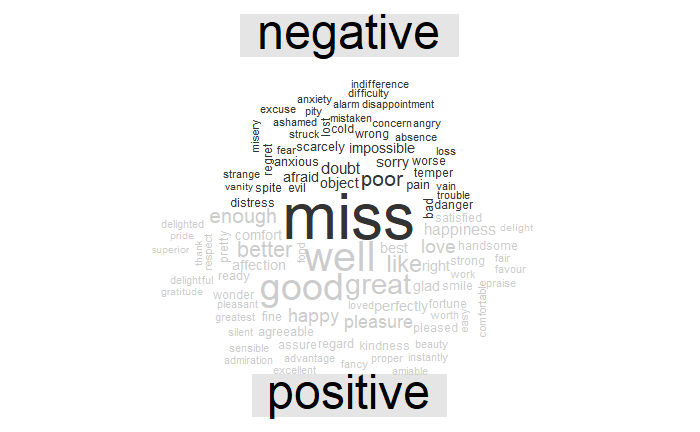 negative
indifference
difficulty
anxiety
alarm disappointment
excuse pity
mistaken
ashamed lost concern angry
struck cold wrong absence
misery
regret fear scarcely impossible loss
anxious doubt sorry worse
strange afraid object poor temper
vanity spite evil pain vain
trouble
distress bad danger
miss
delighted enough satisfied
pride happiness delight
superior thank respect pretty comfort better fond well best love handsome
affection like right strong fair
delightful ready work favour
gratitude good great glad smile praise
wonder
pleasant loved perfectly fortune comfortable
greatest fine happy worth easy
silent agreeable pleasure pleased
sensible assure regard kindness beauty
admiration advantage proper instantly
excellent fancy amiable
positive